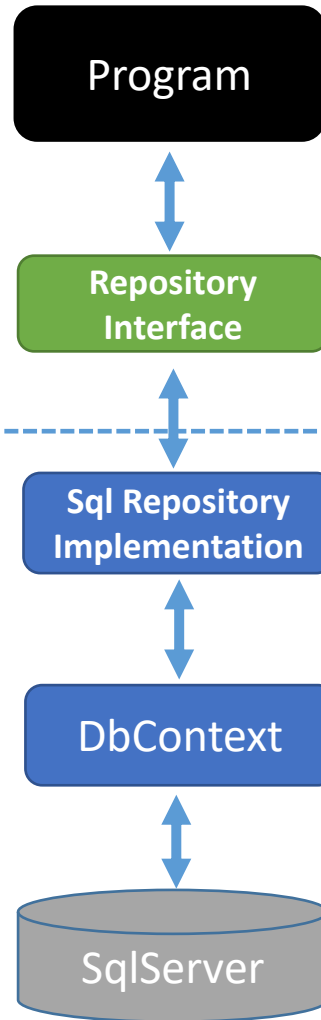 Program
Repository
Interface
Sql Repository
Implementation
DbContext
SqlServer